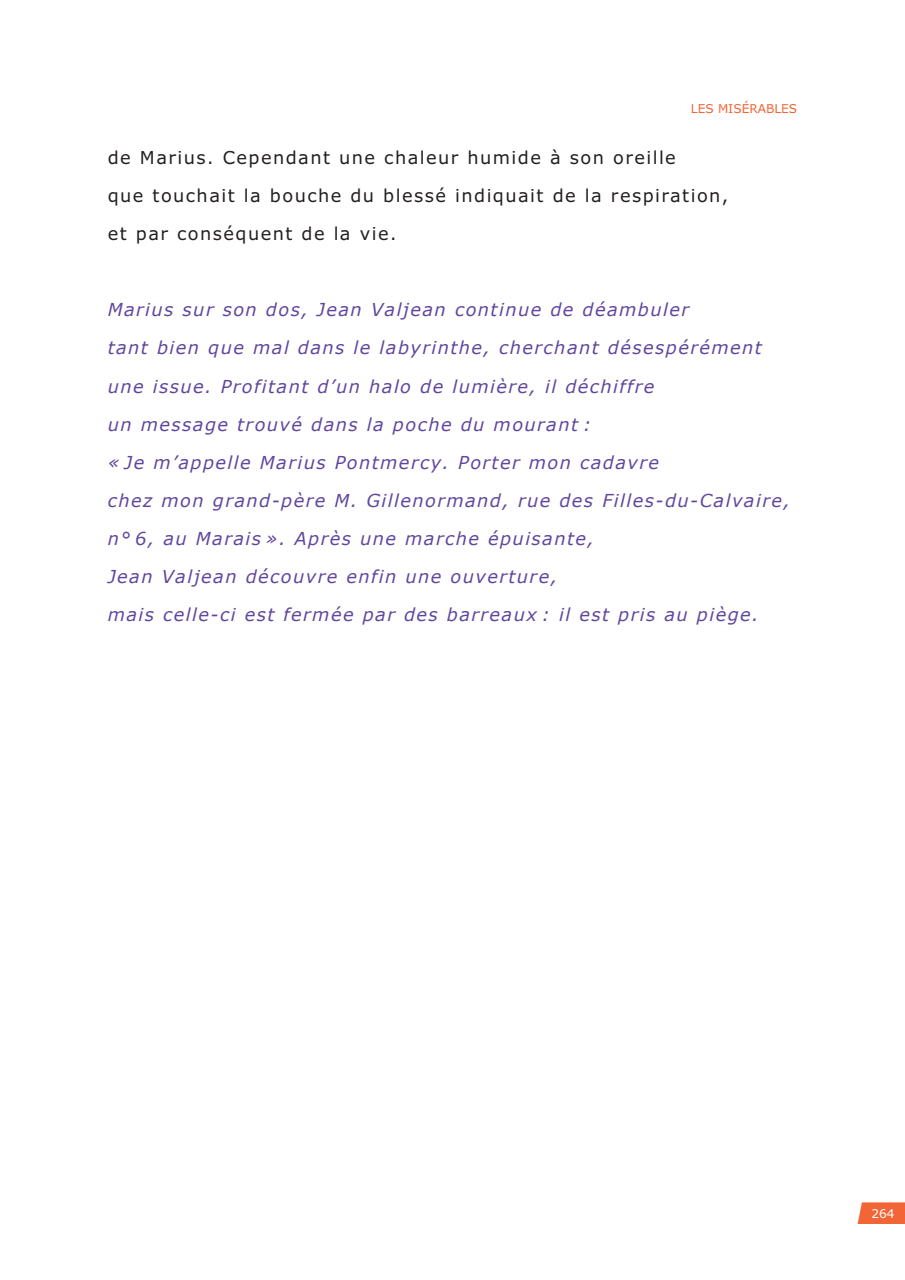 LES MISÉRABLES
de Marius. Cependant une chaleur humide à son oreille
que touchait la bouche du blessé indiquait de la respiration,
et par conséquent de la vie.
Marius sur son dos, Jean Valjean continue de déambuler
tant bien que mal dans le labyrinthe, cherchant désespérément
une issue. Profitant d’un halo de lumière, il déchiffre
un message trouvé dans la poche du mourant :
« Je m’appelle Marius Pontmercy. Porter mon cadavre
chez mon grand-père M. Gillenormand, rue des Filles-du-Calvaire,
n° 6, au Marais ». Après une marche épuisante,
Jean Valjean découvre enfin une ouverture,
mais celle-ci est fermée par des barreaux : il est pris au piège.
264